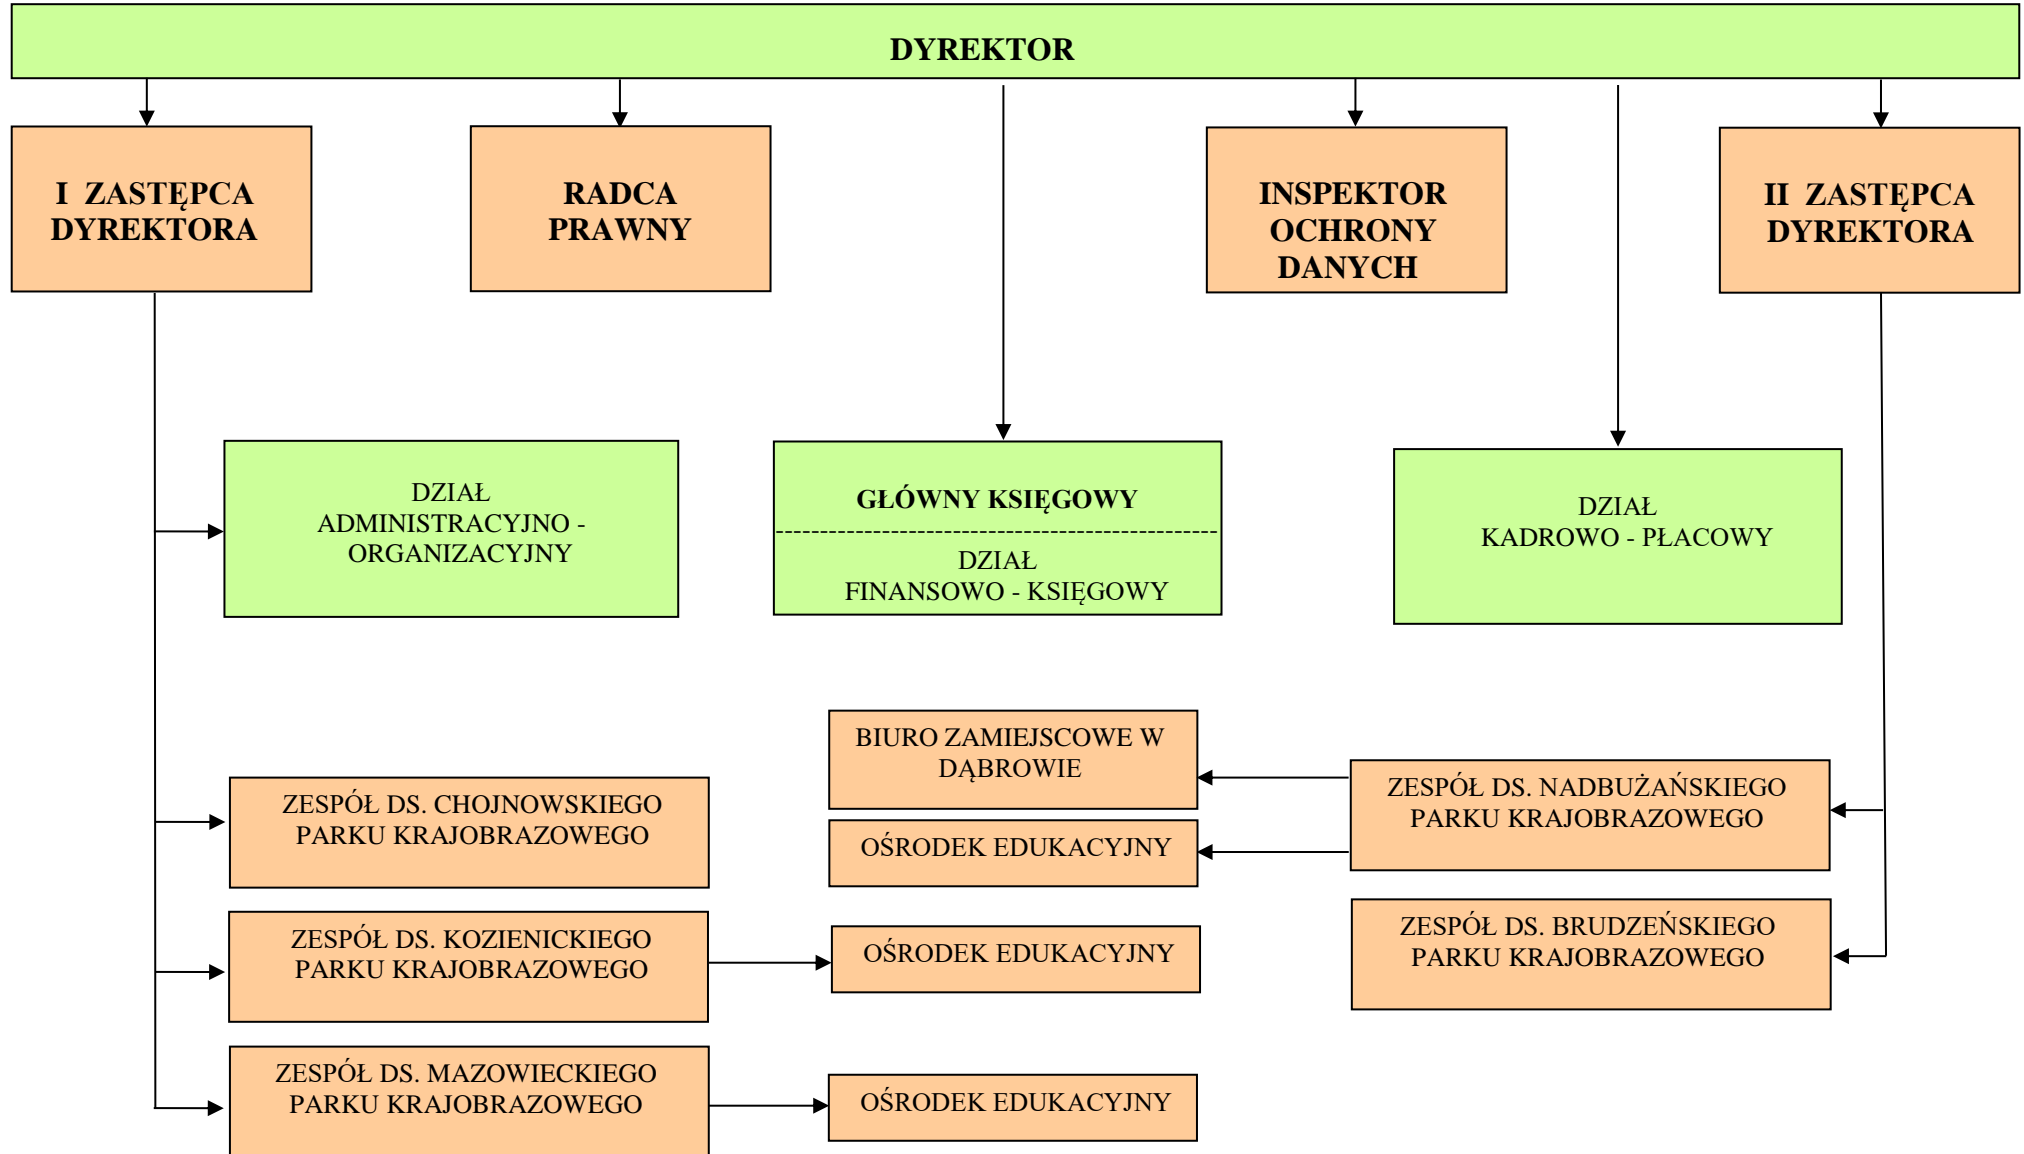 DYREKTOR
I ZASTĘPCA
DYREKTORA
RADCA
PRAWNY
INSPEKTOR
OCHRONY
DANYCH
II ZASTĘPCA
DYREKTORA
DZIAŁ
ADMINISTRACYJNO -
ORGANIZACYJNY
GŁÓWNY KSIĘGOWY
DZIAŁ
FINANSOWO - KSIĘGOWY
DZIAŁ
KADROWO - PŁACOWY
BIURO ZAMIEJSCOWE W
DĄBROWIE
ZESPÓŁ DS. CHOJNOWSKIEGO
PARKU KRAJOBRAZOWEGO
OŚRODEK EDUKACYJNY
ZESPÓŁ DS. NADBUŻAŃSKIEGO
PARKU KRAJOBRAZOWEGO
ZESPÓŁ DS. KOZIENICKIEGO
PARKU KRAJOBRAZOWEGO
OŚRODEK EDUKACYJNY
ZESPÓŁ DS. BRUDZEŃSKIEGO
PARKU KRAJOBRAZOWEGO
ZESPÓŁ DS. MAZOWIECKIEGO
PARKU KRAJOBRAZOWEGO
OŚRODEK EDUKACYJNY